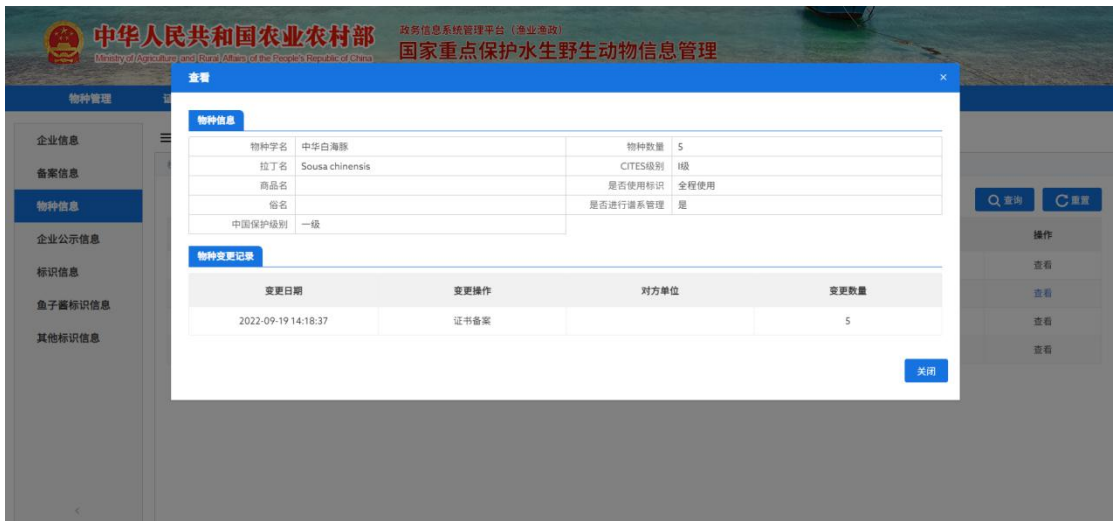 中华人民共和国农业农村部
Ministry of Agriculture and Rural Affairs of the People's Republic of China
政务信息系统管理平台（渔业渔政）
国家重点保护水生野生动物信息管理
物种管理
查看 ×
企业信息
备案信息
物种信息
企业公示信息
标识信息
鱼子酱标识信息
其他标识信息
物种信息
物种学名 中华白海豚 物种数量 5
拉丁名 Sousa chinensis CITES级别 I级
商品名 是否使用标识 全程使用
俗名 是否进行谱系管理 是
中国保护级别 一级
物种变更记录
变更日期 变更操作 对方单位 变更数量
2022-09-19 14:18:37 证书备案 5
关闭
查询 重置
操作
查看
查看
查看
查看